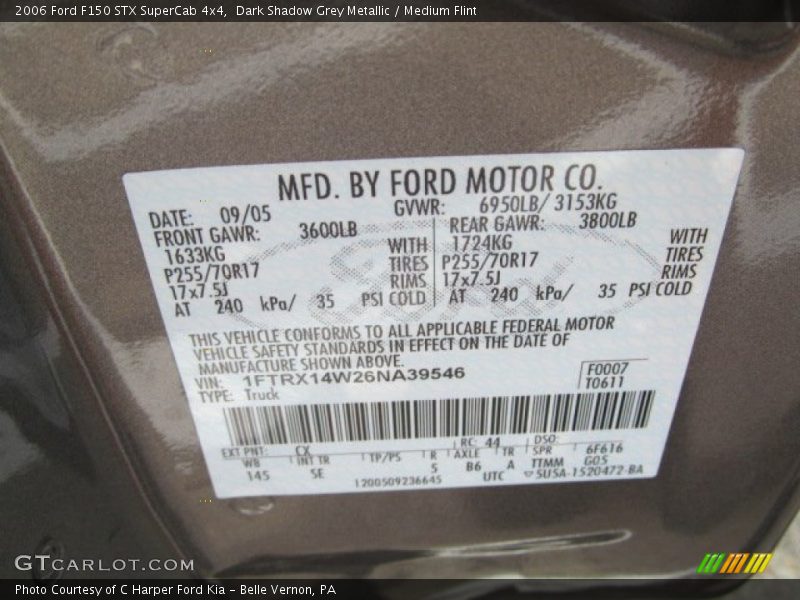 2006 Ford F150 STX SuperCab 4x4,  Dark Shadow Grey Metallic / Medium Flint
MFD. BY FORD MOTOR CO.
DATE: 09/05 GVWR: 6950LB/ 3153KG
FRONT GAWR: 3600LB REAR GAWR: 3800LB
1633KG WITH 1724KG WITH
P255/70R17 TIRES P255/70R17 TIRES
17x7.5J RIMS 17x7.5J RIMS
AT 240 kPa/ 35 PSI COLD AT 240 kPa/ 35 PSI COLD
THIS VEHICLE CONFORMS TO ALL APPLICABLE FEDERAL MOTOR
VEHICLE SAFETY STANDARDS IN EFFECT ON THE DATE OF
MANUFACTURE SHOWN ABOVE.
VIN: 1FTRX14W26NA39546 F0007
TYPE: Truck T0611
EXT PNT: CX RC: 44 DSO:
WB INT TR TP/PS R AXLE TR SPR 6F616
145 SE 5 B6 A TTMM G05
1200509236645 UTC 5U5A-1520472-BA
Ford
GTCARLOT.COM
Photo Courtesy of C Harper Ford Kia - Belle Vernon, PA